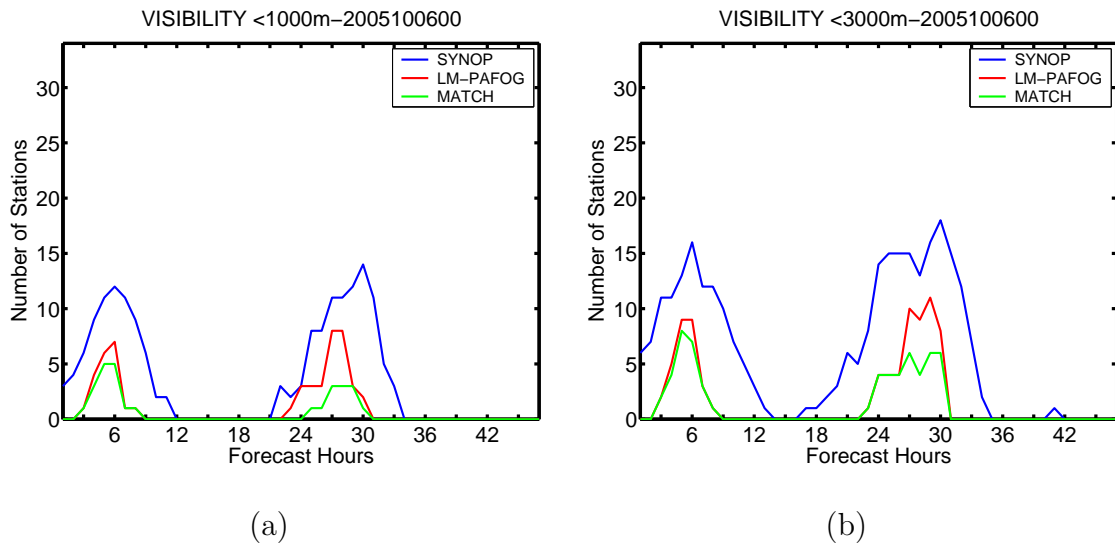 VISIBILITY <1000m−2005100600
SYNOP
LM−PAFOG
MATCH
30
25
20
15
10
5
0
Number of Stations
6 12 18 24 30 36 42
Forecast Hours
(a)
VISIBILITY <3000m−2005100600
SYNOP
LM−PAFOG
MATCH
30
25
20
15
10
5
0
Number of Stations
6 12 18 24 30 36 42
Forecast Hours
(b)